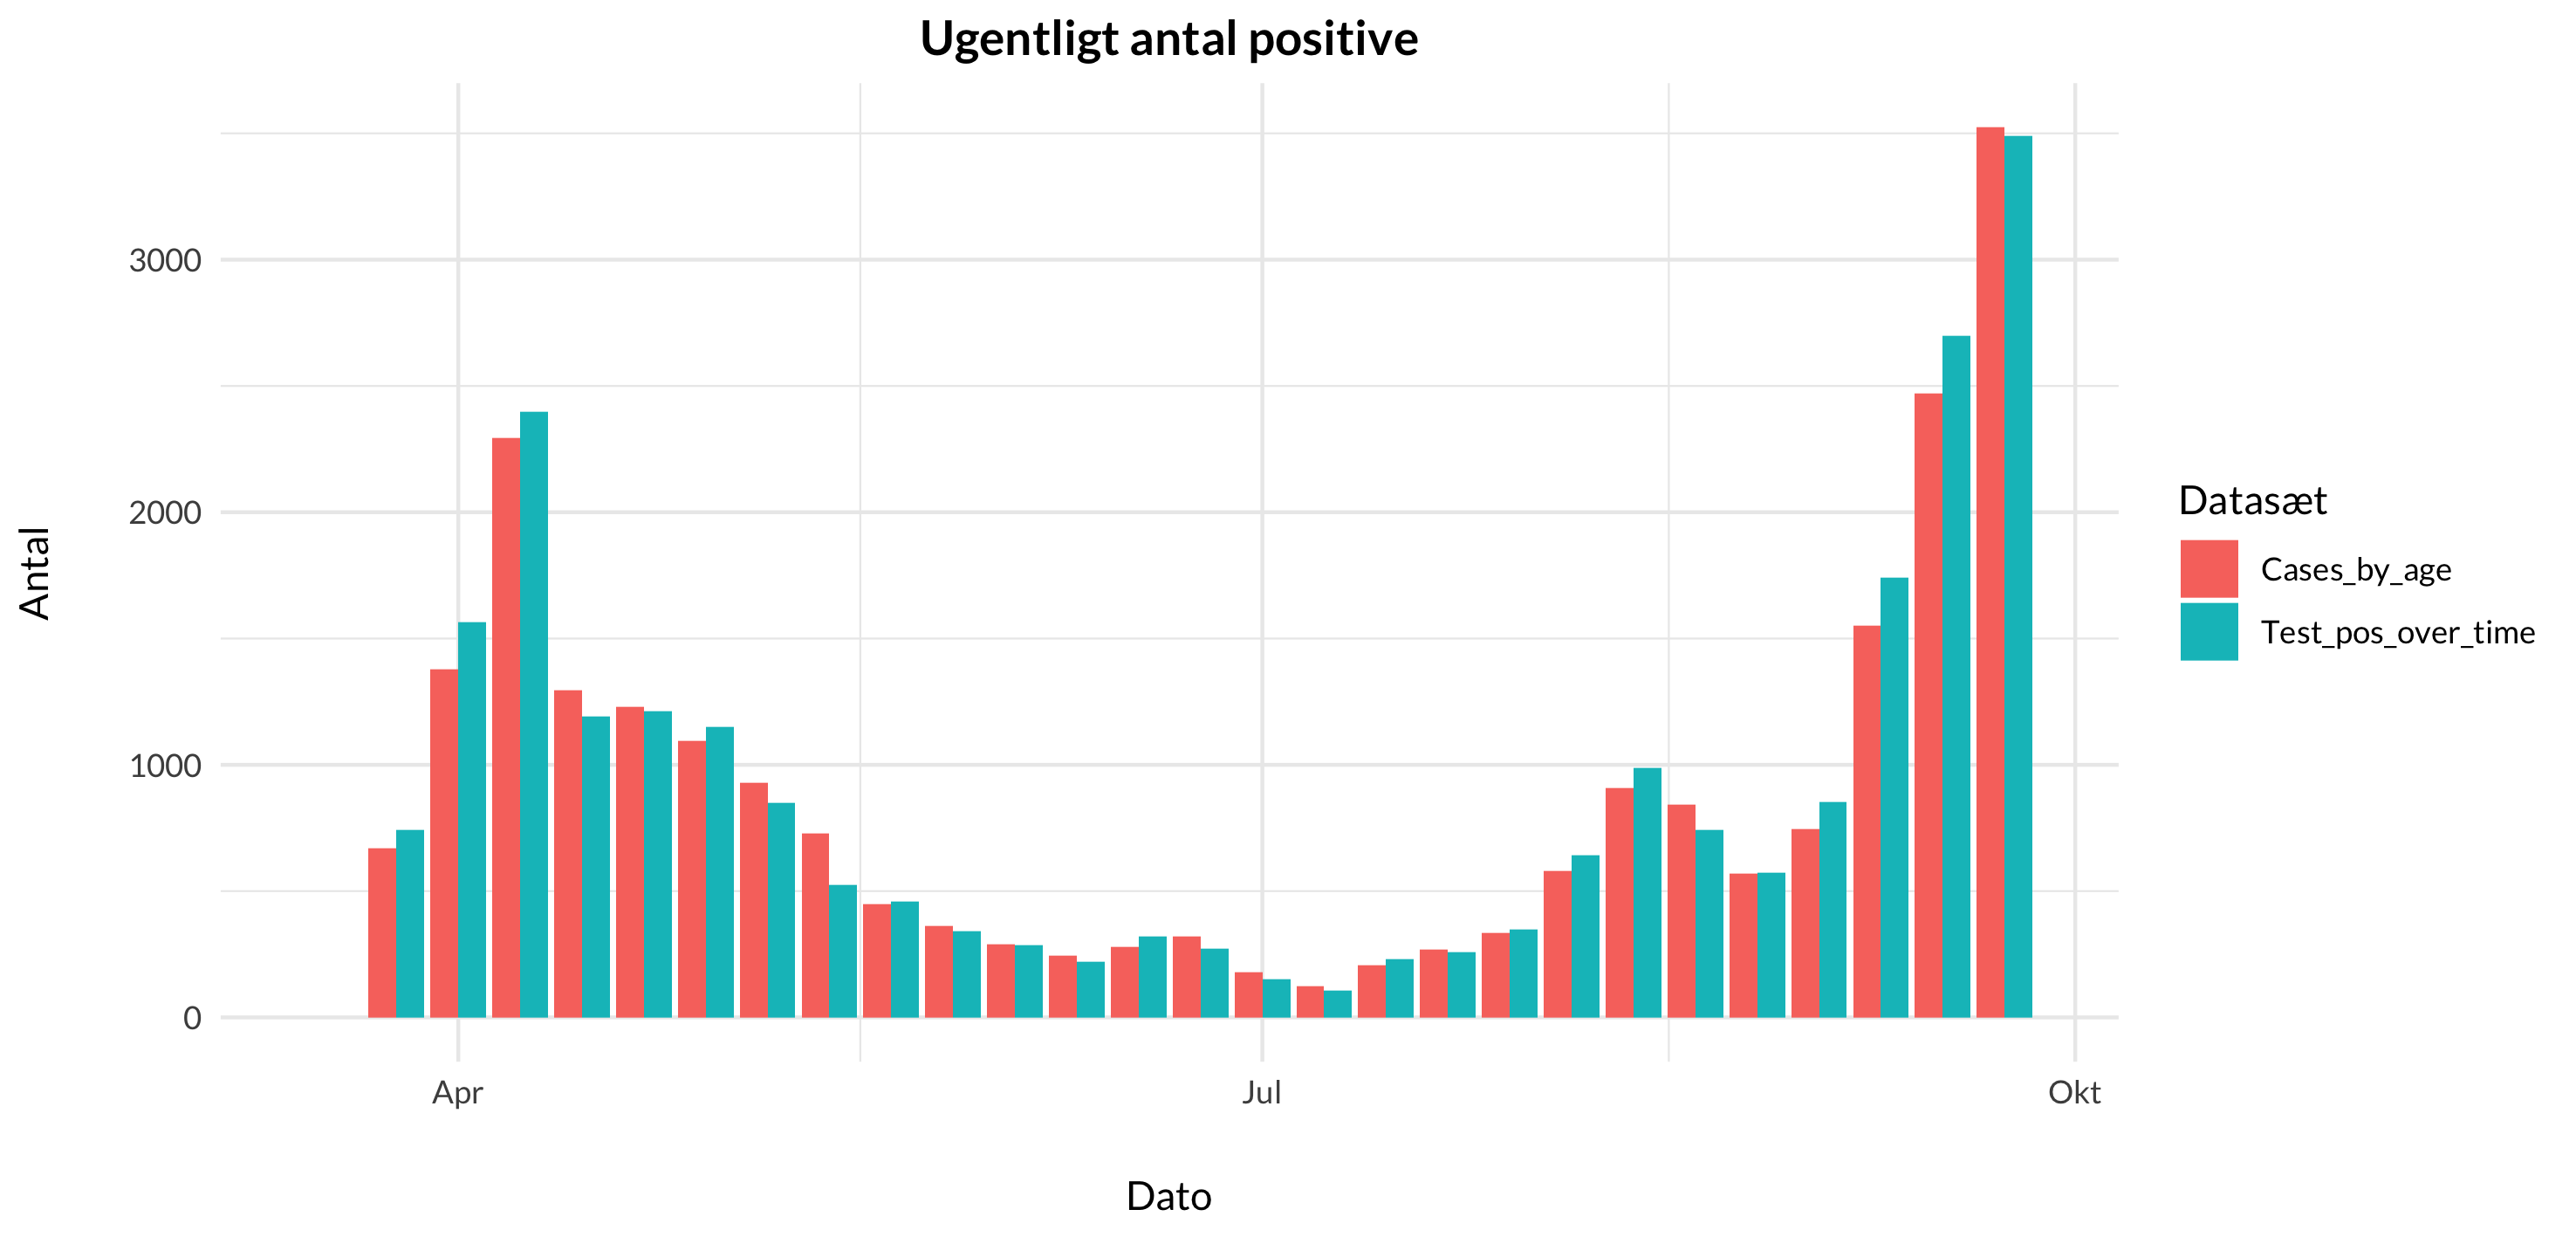 Ugentligt antal positive
Antal
3000
2000
1000
0
Apr
Jul
Okt
Dato
Datasæt
Cases_by_age
Test_pos_over_time